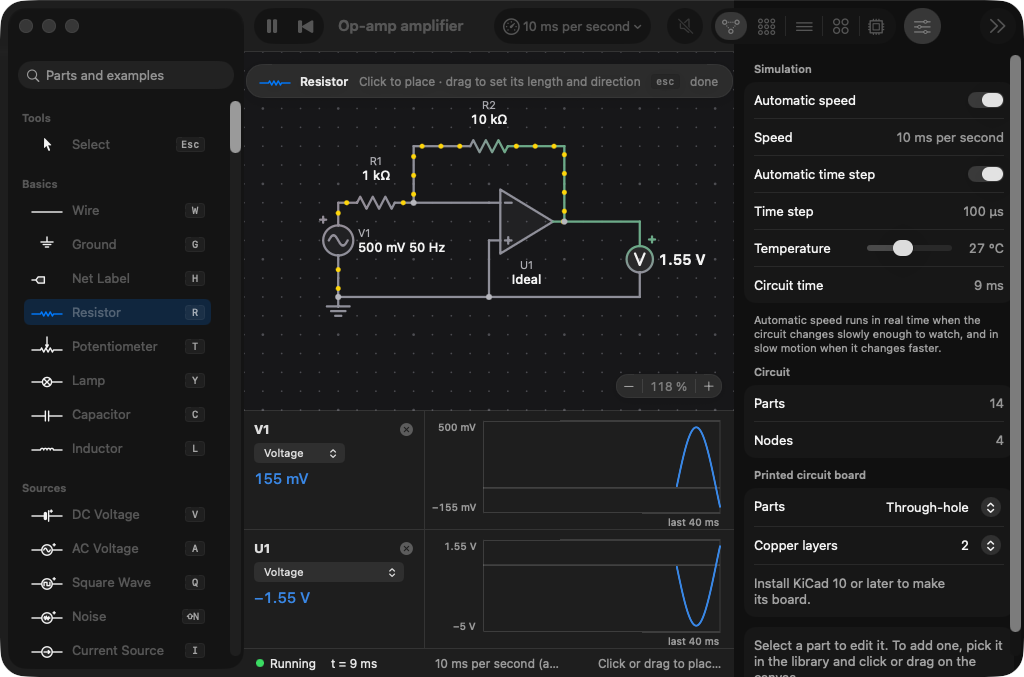 Op-amp amplifier
10 ms per second
Parts and examples
Tools
Select Esc
Basics
Wire W
Ground G
Net Label H
Resistor R
Potentiometer T
Lamp Y
Capacitor C
Inductor L
Sources
DC Voltage V
AC Voltage A
Square Wave Q
Noise ⇧N
Current Source I
Resistor Click to place · drag to set its length and direction esc done
R2
10 kΩ
R1
1 kΩ
V1
500 mV 50 Hz
U1
Ideal
V
1.55 V
118 %
V1
Voltage
155 mV
500 mV
−155 mV
last 40 ms
U1
Voltage
−1.55 V
1.55 V
−5 V
last 40 ms
Running t = 9 ms 10 ms per second (a... Click or drag to plac...
Simulation
Automatic speed
Speed 10 ms per second
Automatic time step
Time step 100 µs
Temperature 27 °C
Circuit time 9 ms
Automatic speed runs in real time when the
circuit changes slowly enough to watch, and in
slow motion when it changes faster.
Circuit
Parts 14
Nodes 4
Printed circuit board
Parts Through-hole
Copper layers 2
Install KiCad 10 or later to make
its board.
Select a part to edit it. To add one, pick it
in the library and click or drag on the